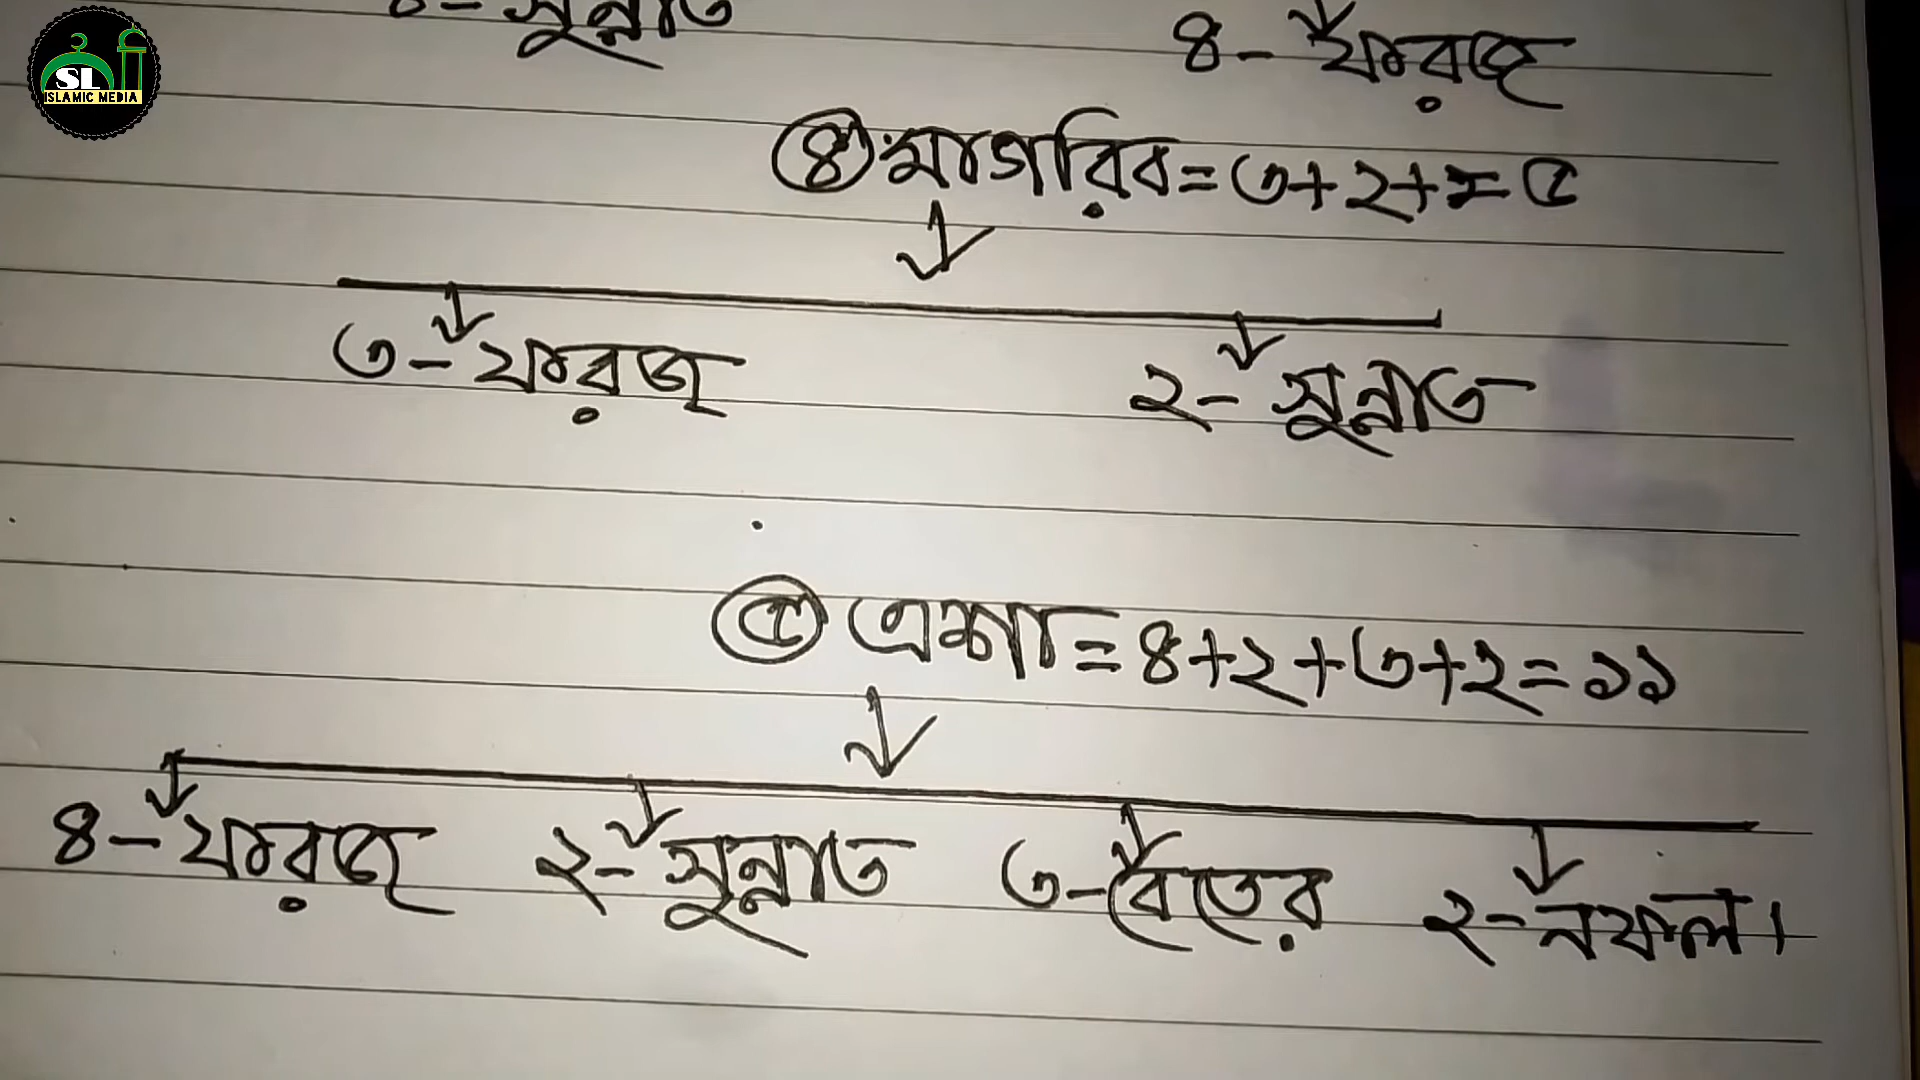 SL
ISLAMIC MEDIA
৪- সুন্নাত
৪- ফরজ
৪ মাগরিব = ৩+২+= ৫
৩- ফরজ ২- সুন্নাত
৫ এশা = ৪+২+৩+২=১১
৪- ফরজ ২- সুন্নাত ৩- বৈতের ২- নফল।